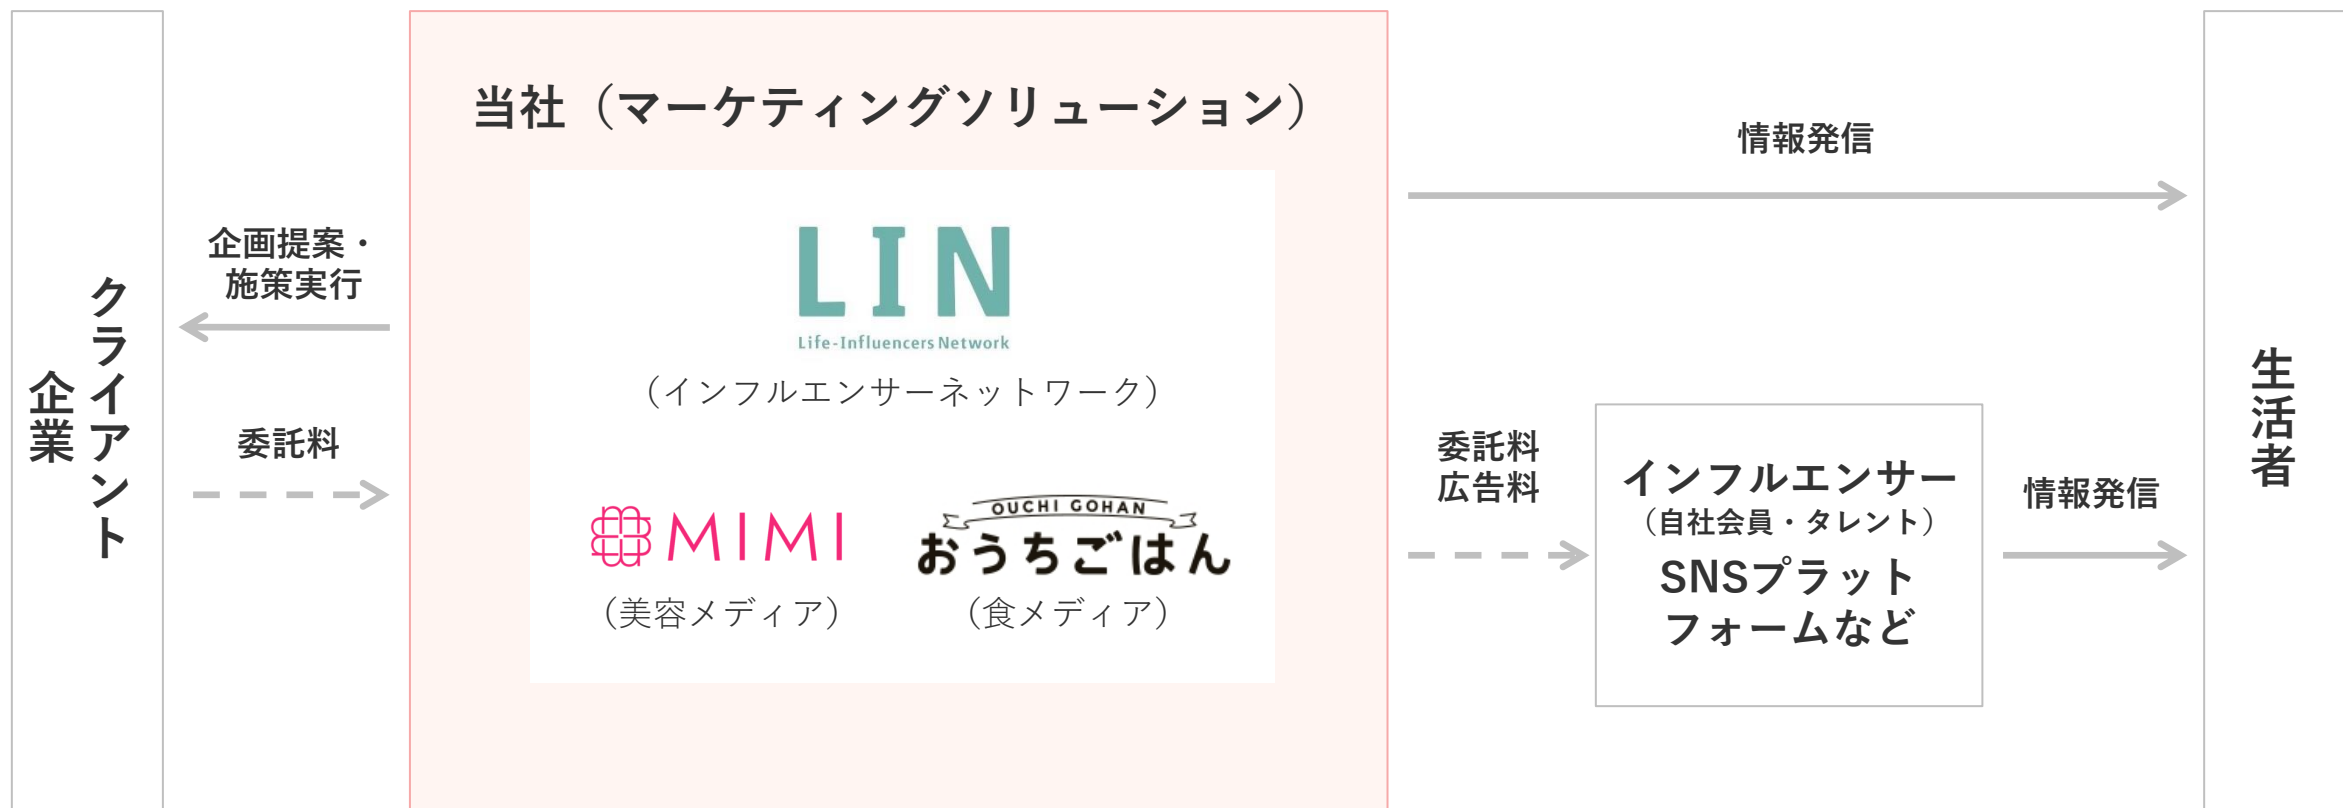 クライアント
企業
企画提案・
施策実行
委託料
当社（マーケティングソリューション）
LIN
Life-Influencers Network
（インフルエンサーネットワーク）
MIMI
（美容メディア）
OUCHI GOHAN
おうちごはん
（食メディア）
情報発信
委託料
広告料
インフルエンサー
（自社会員・タレント）
SNSプラット
フォームなど
情報発信
生活者